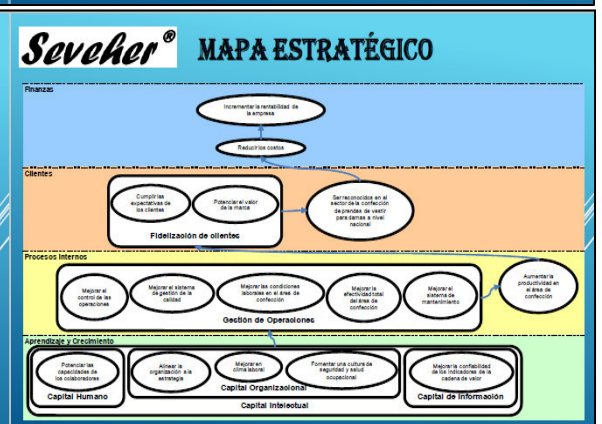 Seveher®
MAPA ESTRATÉGICO
Finanzas
Incrementar la rentabilidad de
la empresa
Reducir los costos
Clientes
Cumplir las
expectativas de
los clientes
Potenciar el valor
de la marca
Fidelización de clientes
Ser reconocidos en el
sector de la confección
de prendas de vestir
para damas a nivel
nacional
Procesos Internos
Mejorar el
control de las
operaciones
Mejorar el sistema
de gestión de la
calidad
Mejorar las condiciones
laborales en el área de
confección
Mejorar la
efectividad total
del área de
confección
Mejorar el
sistema de
mantenimiento
Gestión de Operaciones
Aumentar la
productividad en
el área de
confección
Aprendizaje y Crecimiento
Potenciar las
capacidades de
los colaboradores
Capital Humano
Alinear la
organización a la
estrategia
Mejorar en
clima laboral
Fomentar una cultura de
seguridad y salud
ocupacional
Capital Organizacional
Mejorar la confiabilidad
de los indicadores de la
cadena de valor
Capital de Información
Capital Intelectual